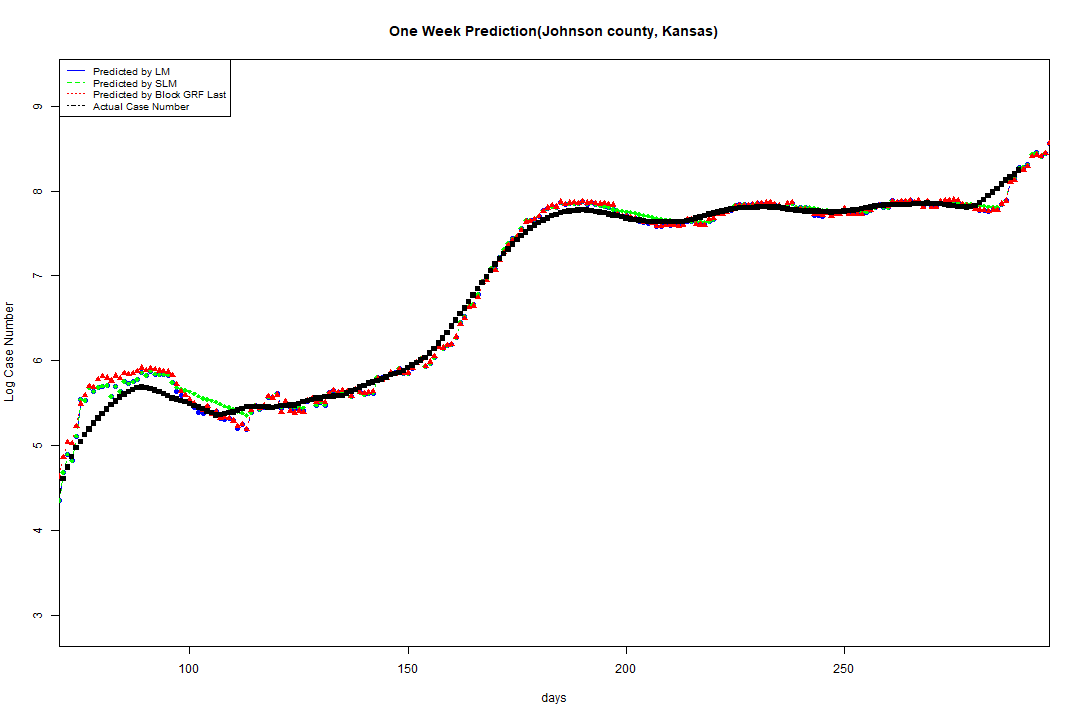 One Week Prediction(Johnson county, Kansas)
Predicted by LM
Predicted by SLM
Predicted by Block GRF Last
Actual Case Number
9
8
7
6
5
4
3
Log Case Number
100 150 200 250
days